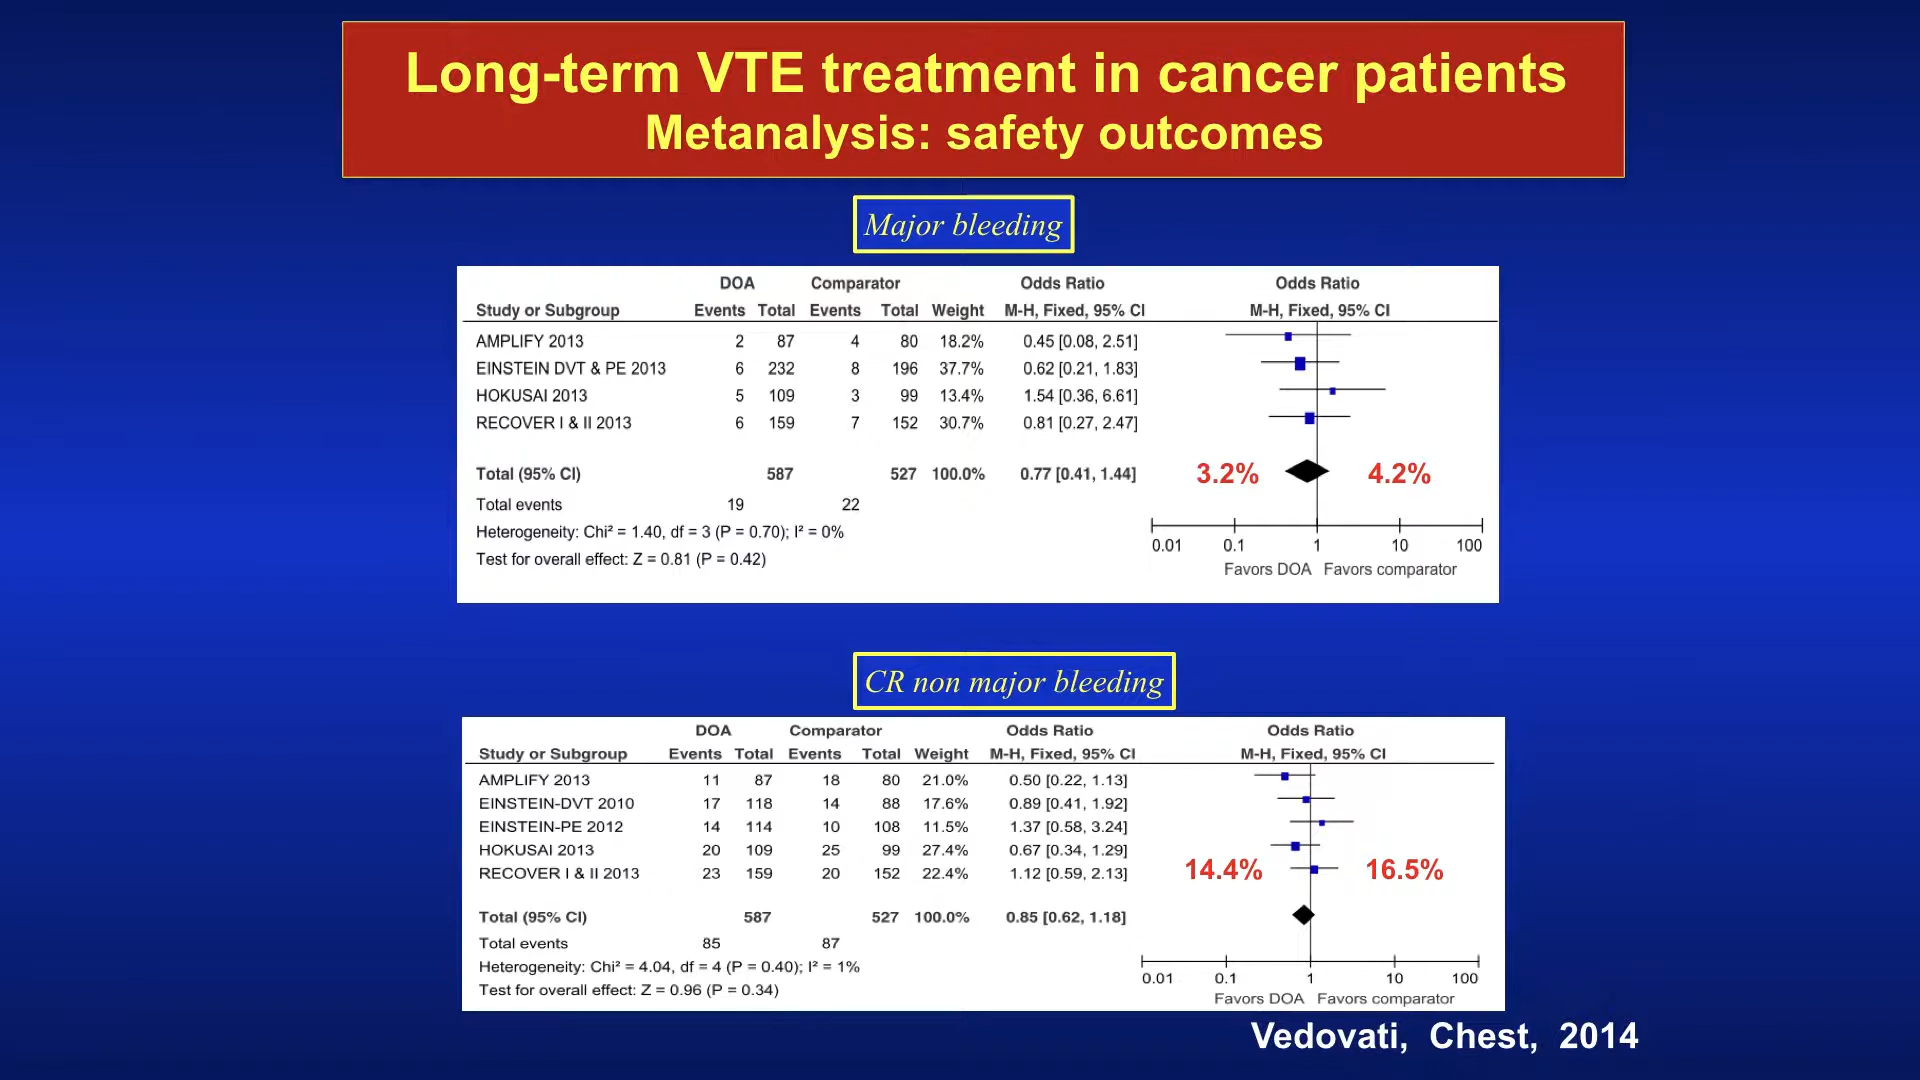 Long-term VTE treatment in cancer patients
Metanalysis: safety outcomes
Major bleeding
DOA Comparator Odds Ratio Odds Ratio
Study or Subgroup Events Total Events Total Weight M-H, Fixed, 95% CI M-H, Fixed, 95% CI
AMPLIFY 2013 2 87 4 80 18.2% 0.45 [0.08, 2.51]
EINSTEIN DVT & PE 2013 6 232 8 196 37.7% 0.62 [0.21, 1.83]
HOKUSAI 2013 5 109 3 99 13.4% 1.54 [0.36, 6.61]
RECOVER I & II 2013 6 159 7 152 30.7% 0.81 [0.27, 2.47]
Total (95% CI) 587 527 100.0% 0.77 [0.41, 1.44] 3.2% 4.2%
Total events 19 22
Heterogeneity: Chi² = 1.40, df = 3 (P = 0.70); I² = 0%
Test for overall effect: Z = 0.81 (P = 0.42)
0.01 0.1 1 10 100
Favors DOA Favors comparator
CR non major bleeding
DOA Comparator Odds Ratio Odds Ratio
Study or Subgroup Events Total Events Total Weight M-H, Fixed, 95% CI M-H, Fixed, 95% CI
AMPLIFY 2013 11 87 18 80 21.0% 0.50 [0.22, 1.13]
EINSTEIN-DVT 2010 17 118 14 88 17.6% 0.89 [0.41, 1.92]
EINSTEIN-PE 2012 14 114 10 108 11.5% 1.37 [0.58, 3.24]
HOKUSAI 2013 20 109 25 99 27.4% 0.67 [0.34, 1.29]
RECOVER I & II 2013 23 159 20 152 22.4% 1.12 [0.59, 2.13] 14.4% 16.5%
Total (95% CI) 587 527 100.0% 0.85 [0.62, 1.18]
Total events 85 87
Heterogeneity: Chi² = 4.04, df = 4 (P = 0.40); I² = 1%
Test for overall effect: Z = 0.96 (P = 0.34)
0.01 0.1 1 10 100
Favors DOA Favors comparator
Vedovati, Chest, 2014